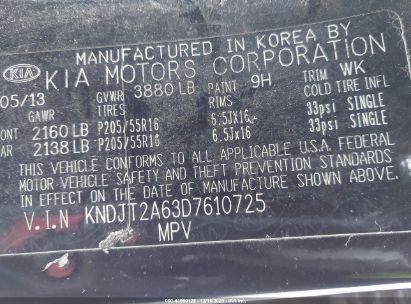 MANUFACTURED IN KOREA BY
KIA KIA MOTORS CORPORATION
05/13 GVWR 3880 LB PAINT 9H TRIM WK
GAWR RIMS COLD TIRE INFL
ONT 2160 LB P205/55R16 6.5Jx16 33psi SINGLE
AR 2138 LB P205/55R16 6.5Jx16 33psi SINGLE
THIS VEHICLE CONFORMS TO ALL APPLICABLE U.S.A. FEDERAL
MOTOR VEHICLE SAFETY AND THEFT PREVENTION STANDARDS
IN EFFECT ON THE DATE OF MANUFACTURE SHOWN ABOVE.
V.I.N KNDJT2A63D7610725
MPV